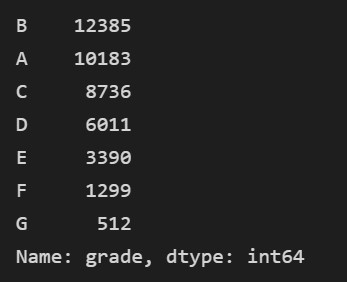 B    12385
A    10183
C     8736
D     6011
E     3390
F     1299
G      512
Name: grade, dtype: int64